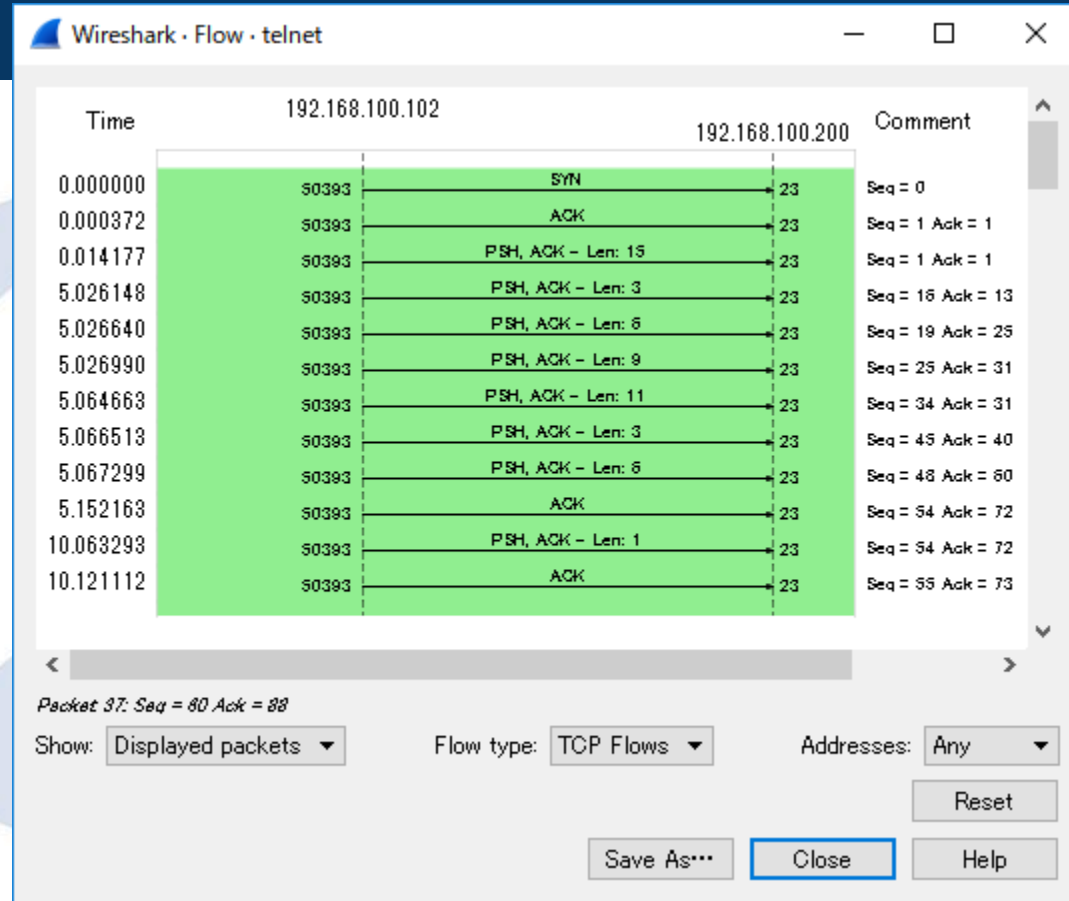 Wireshark · Flow · telnet
Time 192.168.100.102 192.168.100.200 Comment
0.000000 50393 SYN 23 Seq = 0
0.000372 50393 ACK 23 Seq = 1 Ack = 1
0.014177 50393 PSH, ACK - Len: 15 23 Seq = 1 Ack = 1
5.026148 50393 PSH, ACK - Len: 3 23 Seq = 16 Ack = 13
5.026640 50393 PSH, ACK - Len: 6 23 Seq = 19 Ack = 25
5.026990 50393 PSH, ACK - Len: 9 23 Seq = 25 Ack = 31
5.064663 50393 PSH, ACK - Len: 11 23 Seq = 34 Ack = 31
5.066513 50393 PSH, ACK - Len: 3 23 Seq = 45 Ack = 40
5.067299 50393 PSH, ACK - Len: 6 23 Seq = 48 Ack = 60
5.152163 50393 ACK 23 Seq = 54 Ack = 72
10.063293 50393 PSH, ACK - Len: 1 23 Seq = 54 Ack = 72
10.121112 50393 ACK 23 Seq = 55 Ack = 73
Packet 37: Seq = 60 Ack = 88
Show: Displayed packets Flow type: TCP Flows Addresses: Any
Reset
Save As… Close Help